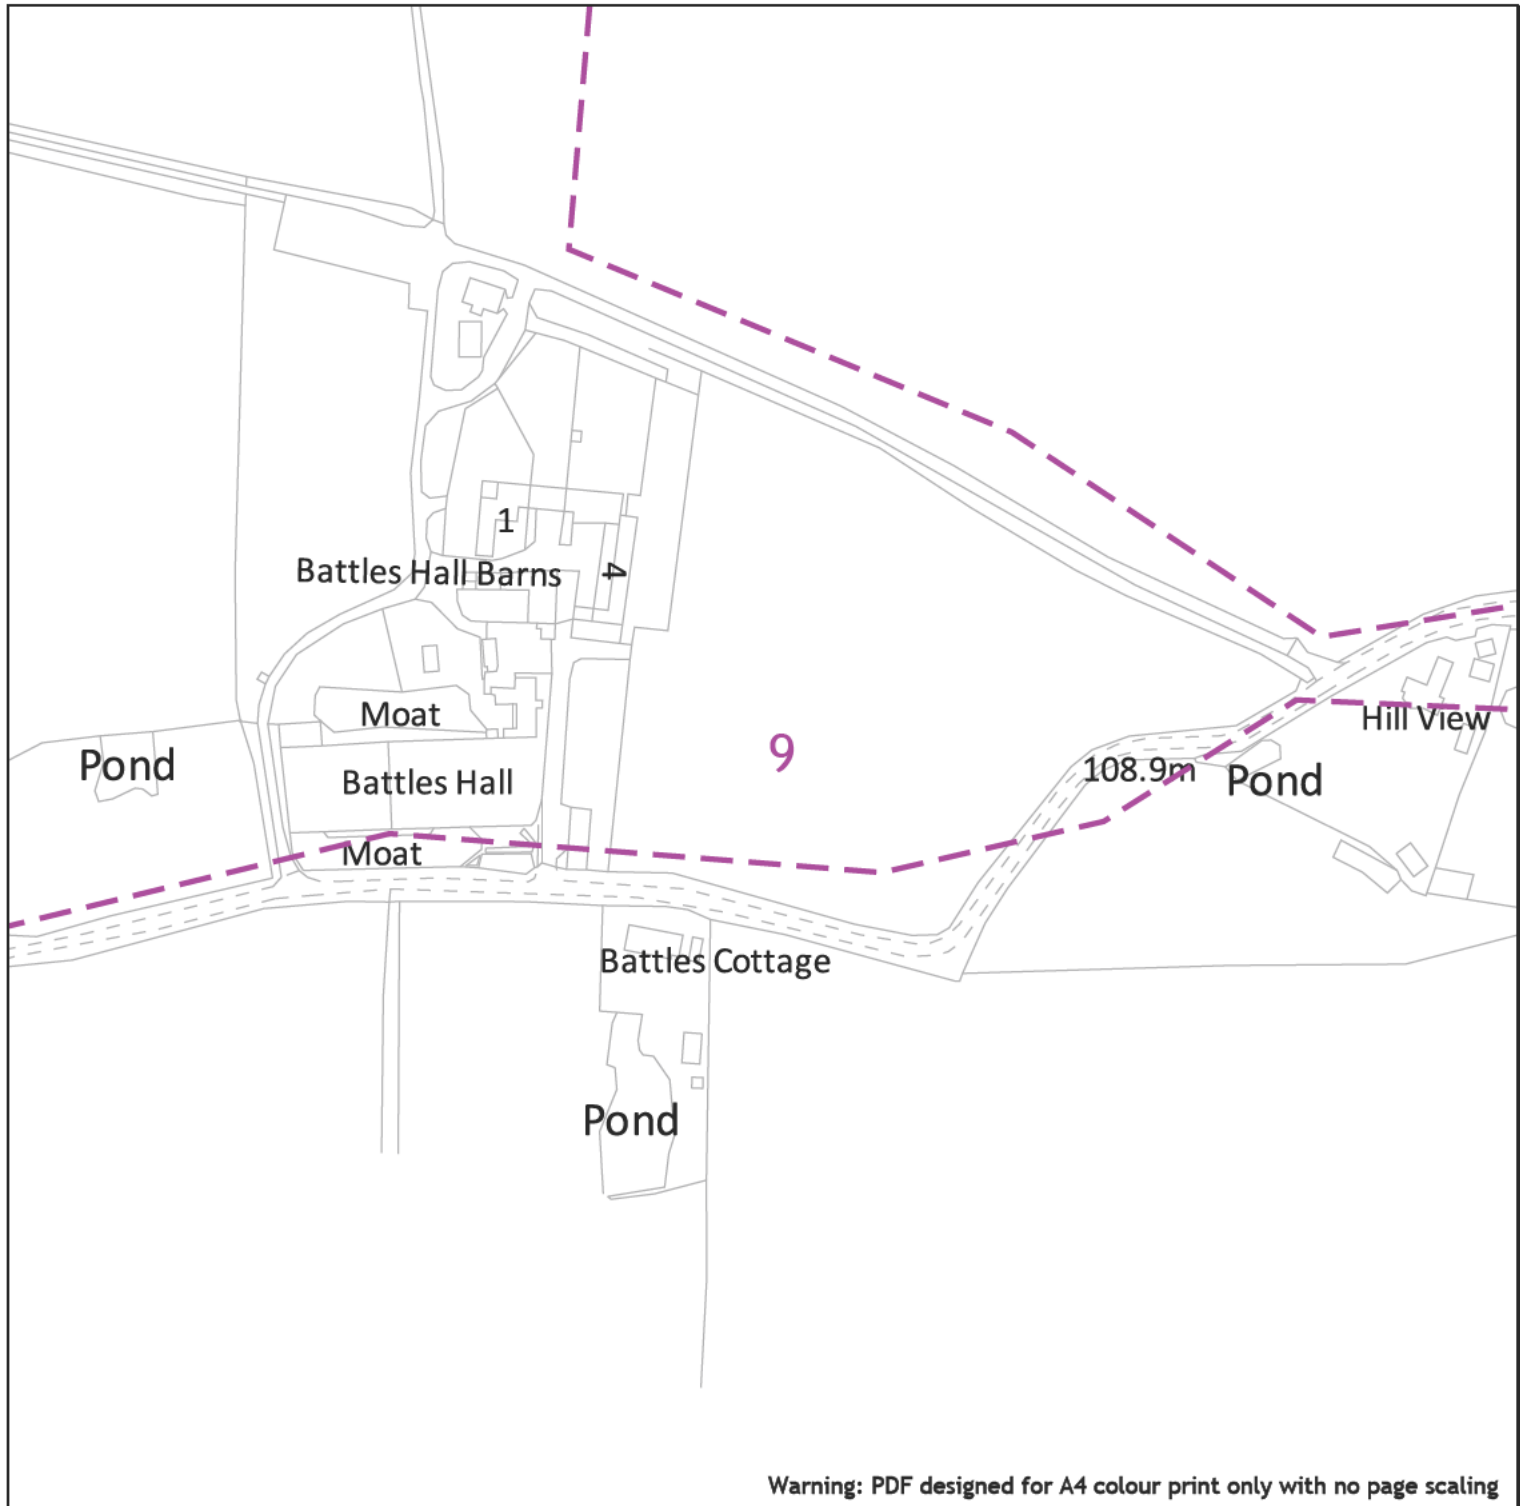 1
Battles Hall Barns
4
Moat
Hill View
9
Pond
108.9m
Pond
Battles Hall
Moat
Battles Cottage
Pond
Warning: PDF designed for A4 colour print only with no page scaling